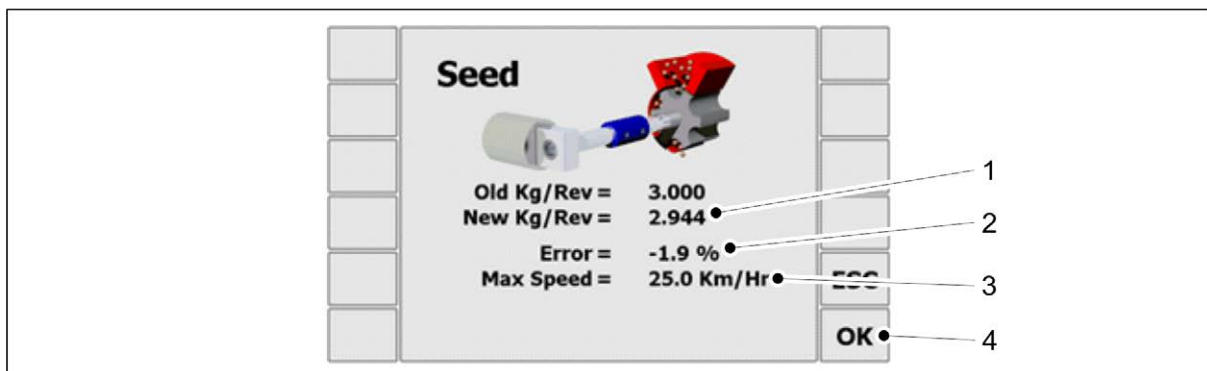 Seed
Old Kg/Rev = 3.000
New Kg/Rev = 2.944
Error = -1.9 %
Max Speed = 25.0 Km/Hr
ESC
OK
1
2
3
4